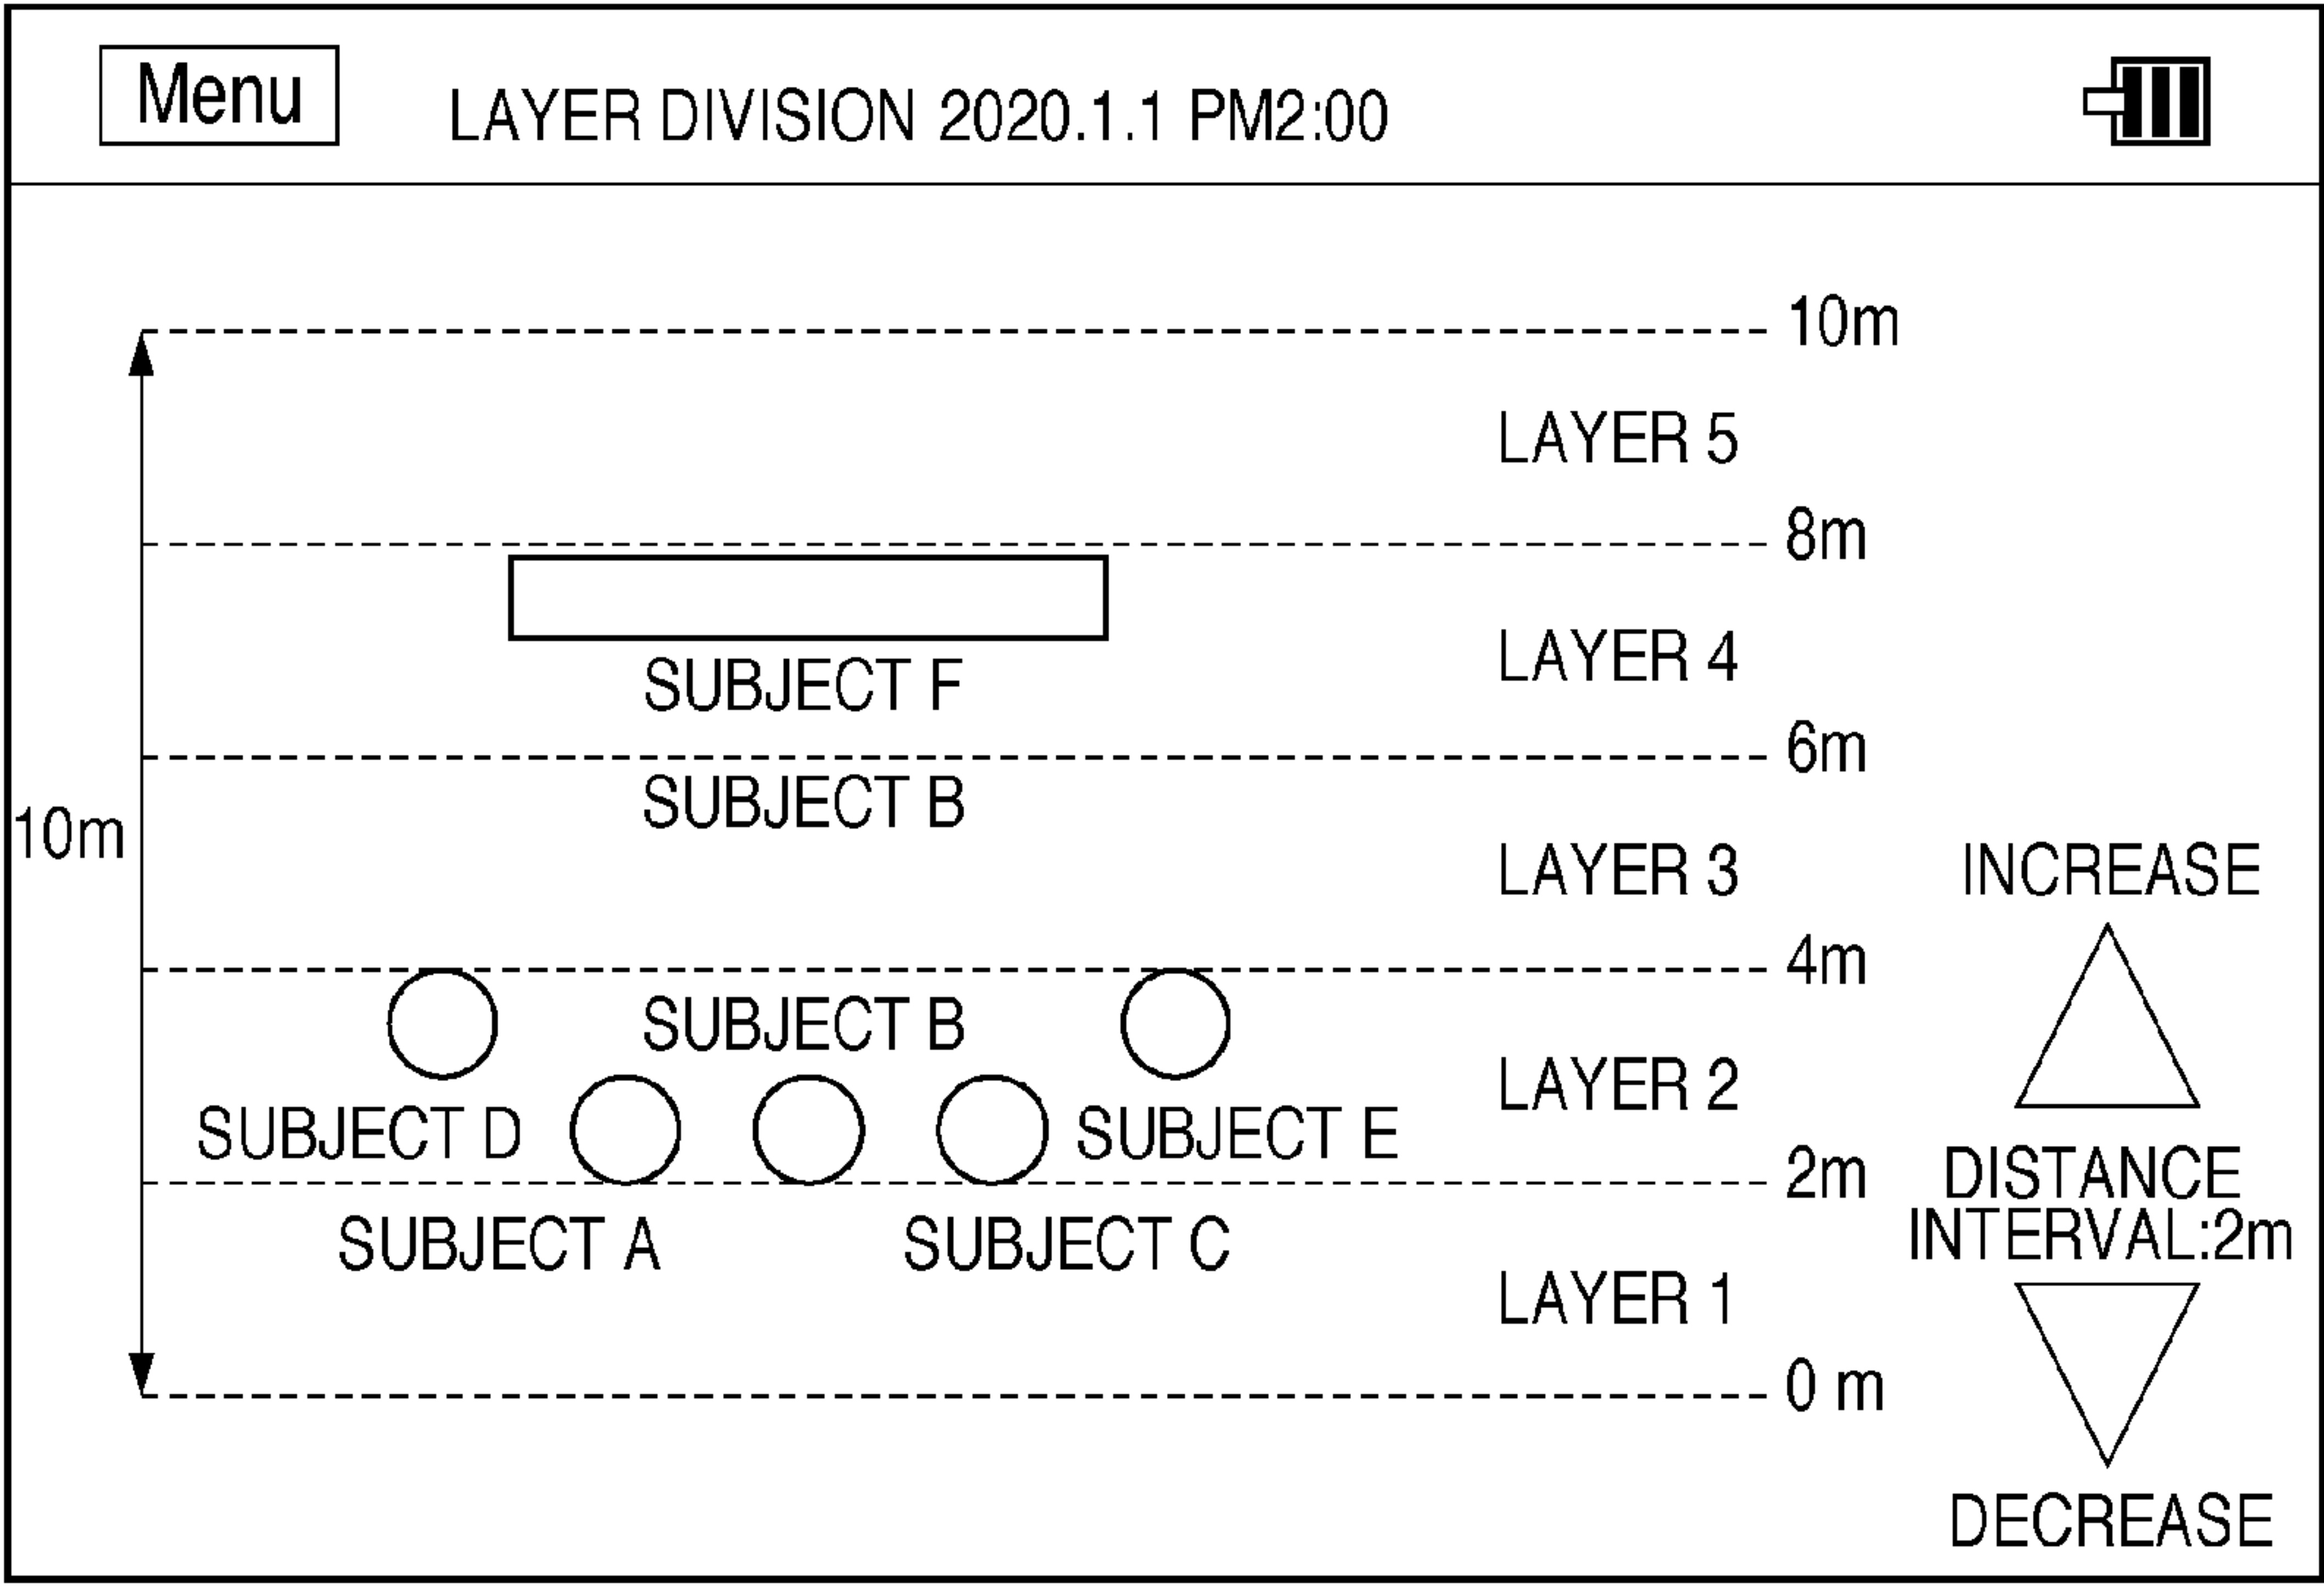 Menu
LAYER DIVISION 2020.1.1 PM2:00
10m
LAYER 5
8m
LAYER 4
SUBJECT F
6m
SUBJECT B
10m
LAYER 3
INCREASE
4m
SUBJECT B
LAYER 2
SUBJECT D
SUBJECT E
2m
DISTANCE
INTERVAL:2m
SUBJECT A
SUBJECT C
LAYER 1
0 m
DECREASE